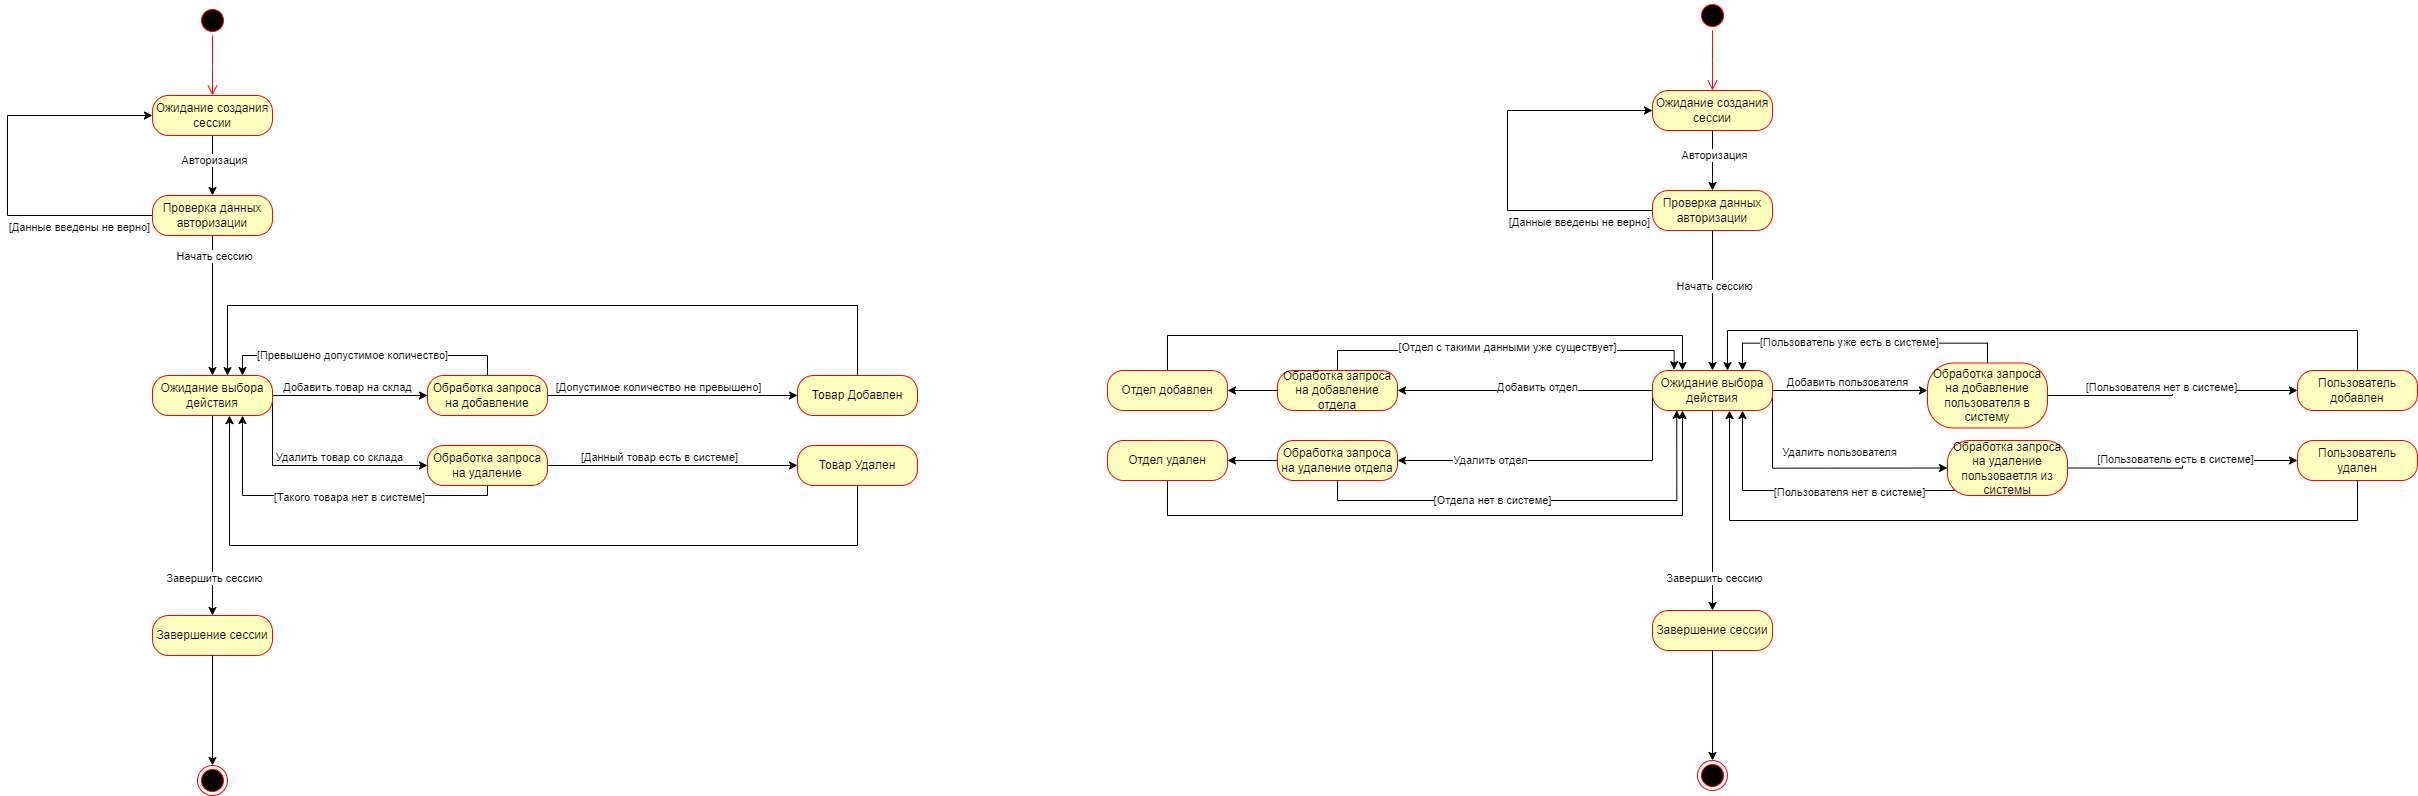 Ожидание создания
сессии
Авторизация
Проверка данных
авторизации
[Данные введены не верно]
Начать сессию
[Превышено допустимое количество]
Ожидание выбора
действия
Добавить товар на склад
Обработка запроса
на добавление
[Допустимое количество не превышено]
Товар Добавлен
Удалить товар со склада
Обработка запроса
на удаление
[Данный товар есть в системе]
Товар Удален
[Такого товара нет в системе]
Завершить сессию
Завершение сессии
Ожидание создания
сессии
Авторизация
Проверка данных
авторизации
[Данные введены не верно]
Начать сессию
[Отдел с такими данными уже существует]
[Пользователь уже есть в системе]
Отдел добавлен
Обработка запроса
на добавление
отдела
Добавить отдел
Ожидание выбора
действия
Добавить пользователя
Обработка запроса
на добавление
пользователя в
систему
[Пользователя нет в системе]
Пользователь
добавлен
Отдел удален
Обработка запроса
на удаление отдела
Удалить отдел
Удалить пользователя
Обработка запроса
на удаление
пользоваетля из
системы
[Пользователь есть в системе]
Пользователь
удален
[Отдела нет в системе]
[Пользователя нет в системе]
Завершить сессию
Завершение сессии